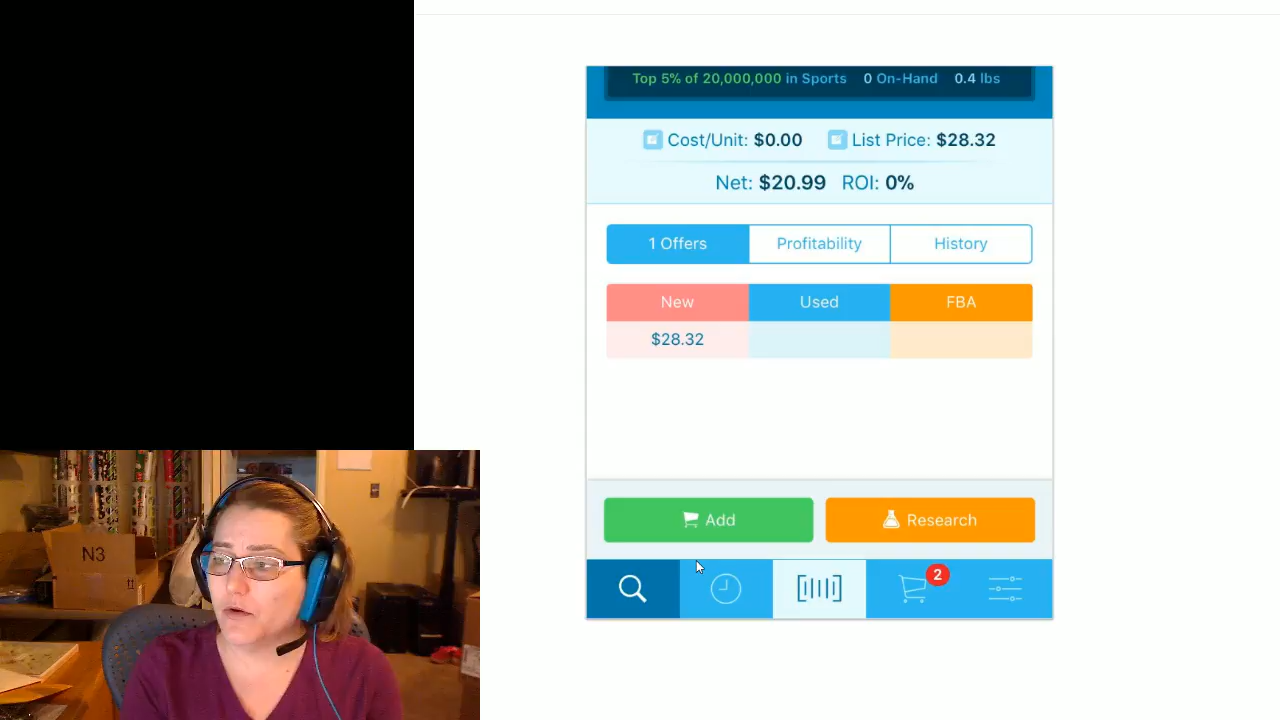 Top 5% of 20,000,000 in Sports 0 On-Hand 0.4 lbs
Cost/Unit: $0.00 List Price: $28.32
Net: $20.99 ROI: 0%
1 Offers Profitability History
New Used FBA
$28.32
Add Research
2
N3